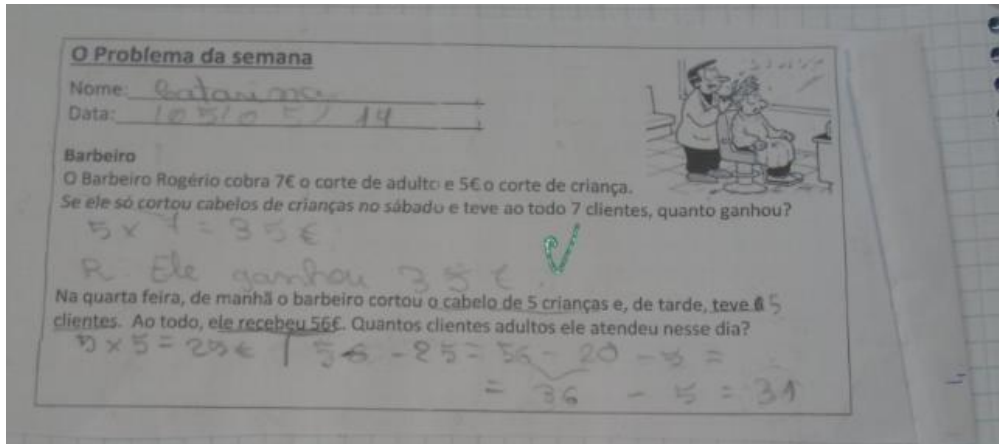 O Problema da semana
Nome: Catarina
Data: 05/05/14
Barbeiro
O Barbeiro Rogério cobra 7€ o corte de adulto e 5€ o corte de criança.
Se ele só cortou cabelos de crianças no sábado e teve ao todo 7 clientes, quanto ganhou?
5 x 7 = 35 €
R. Ele ganhou 35 €.
Na quarta feira, de manhã o barbeiro cortou o cabelo de 5 crianças e, de tarde, teve 5
clientes. Ao todo, ele recebeu 56€. Quantos clientes adultos ele atendeu nesse dia?
5 x 5 = 25 € 56 - 25 = 56 - 20 - 5 =
= 36 - 5 = 31